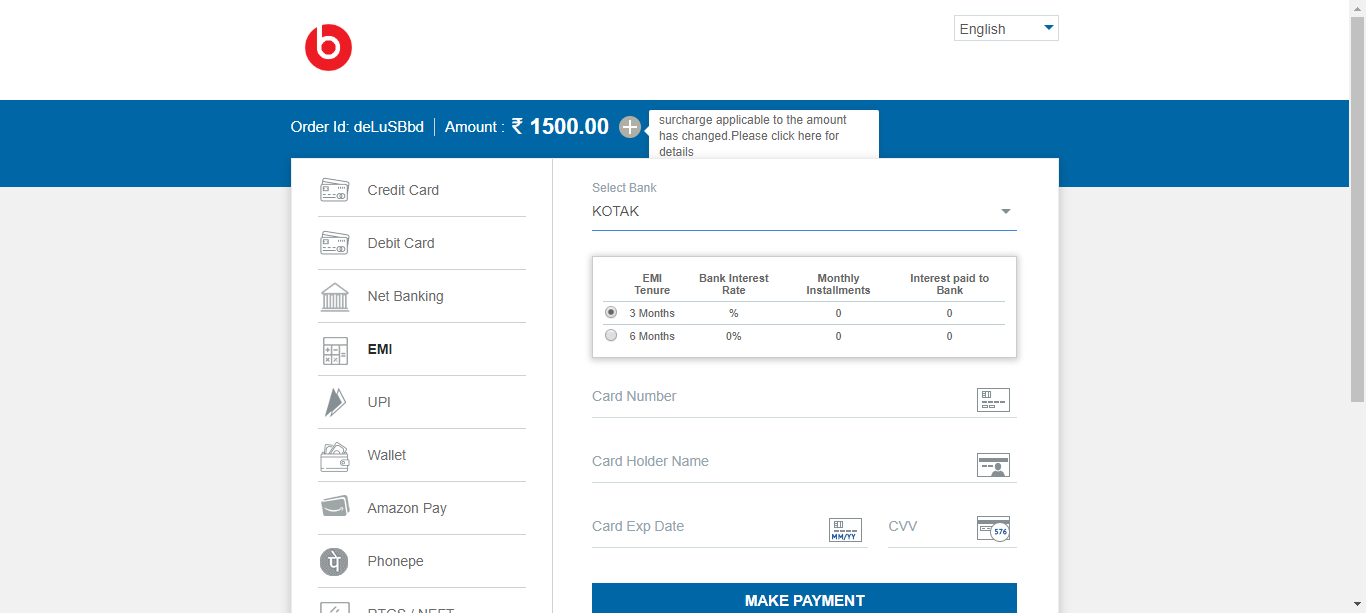 b
English
Order Id: deLuSBbd Amount : ₹ 1500.00
surcharge applicable to the amount
has changed.Please click here for
details
Credit Card
Debit Card
Net Banking
EMI
UPI
Wallet
Amazon Pay
Phonepe
RTGS / NEFT
Select Bank
KOTAK
EMI Tenure Bank Interest Rate Monthly Installments Interest paid to Bank
3 Months % 0 0
6 Months 0% 0 0
Card Number
Card Holder Name
Card Exp Date MM/YY CVV 576
MAKE PAYMENT